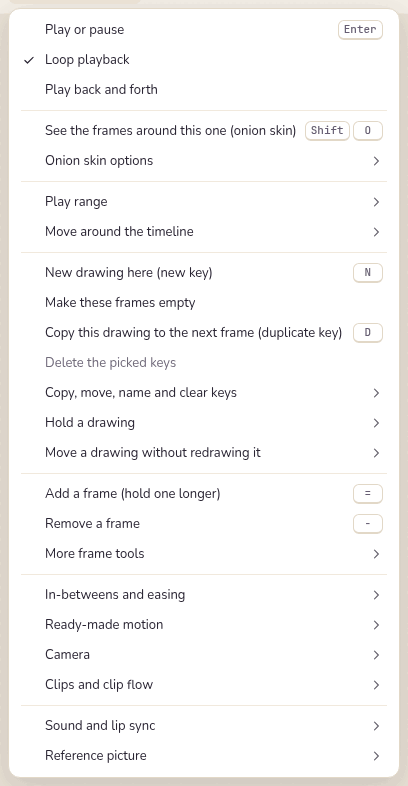 Play or pause Enter
Loop playback
Play back and forth
See the frames around this one (onion skin) Shift O
Onion skin options
Play range
Move around the timeline
New drawing here (new key) N
Make these frames empty
Copy this drawing to the next frame (duplicate key) D
Delete the picked keys
Copy, move, name and clear keys
Hold a drawing
Move a drawing without redrawing it
Add a frame (hold one longer) =
Remove a frame -
More frame tools
In-betweens and easing
Ready-made motion
Camera
Clips and clip flow
Sound and lip sync
Reference picture